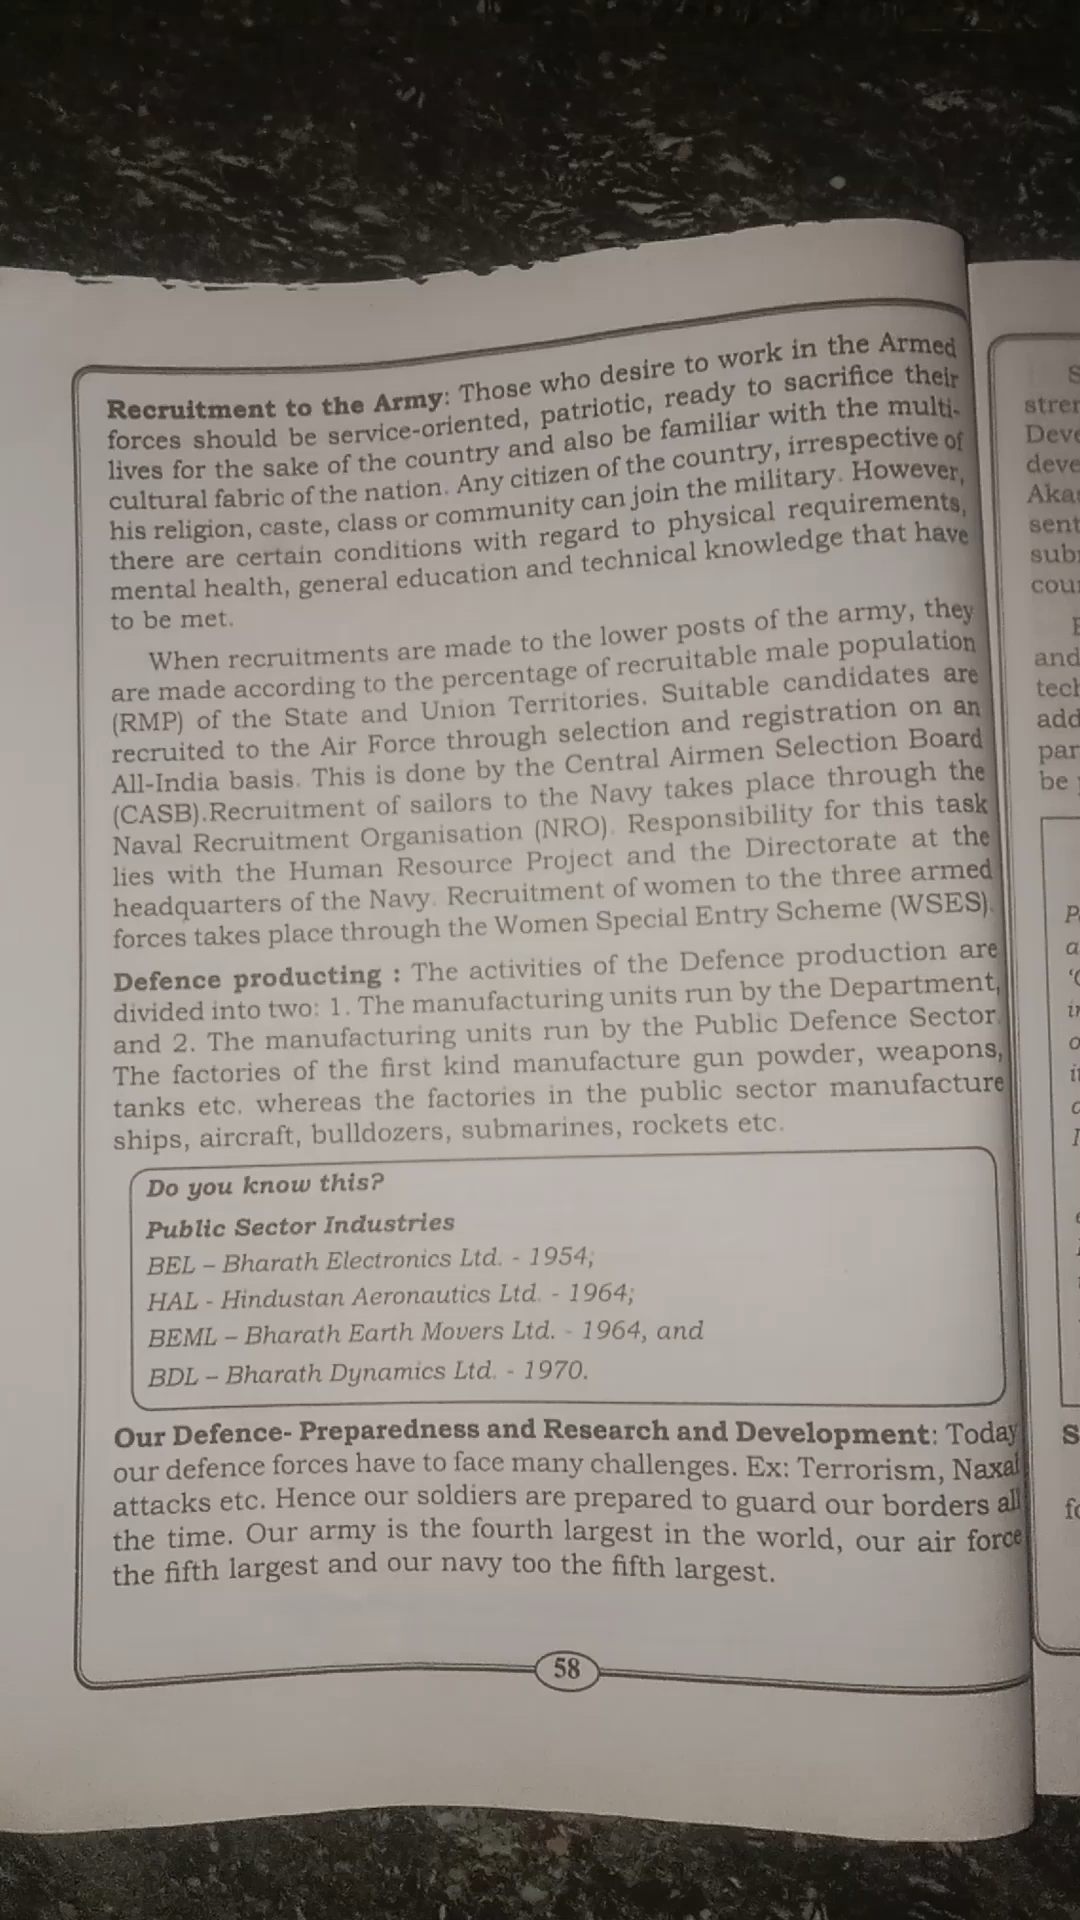 Recruitment to the Army: Those who desire to work in the Armed
forces should be service-oriented, patriotic, ready to sacrifice their
lives for the sake of the country and also be familiar with the multi-
cultural fabric of the nation. Any citizen of the country, irrespective of
his religion, caste, class or community can join the military. However,
there are certain conditions with regard to physical requirements,
mental health, general education and technical knowledge that have
to be met.
When recruitments are made to the lower posts of the army, they
are made according to the percentage of recruitable male population
(RMP) of the State and Union Territories. Suitable candidates are
recruited to the Air Force through selection and registration on an
All-India basis. This is done by the Central Airmen Selection Board
(CASB).Recruitment of sailors to the Navy takes place through the
Naval Recruitment Organisation (NRO). Responsibility for this task
lies with the Human Resource Project and the Directorate at the
headquarters of the Navy. Recruitment of women to the three armed
forces takes place through the Women Special Entry Scheme (WSES).
Defence producting : The activities of the Defence production are
divided into two: 1. The manufacturing units run by the Department,
and 2. The manufacturing units run by the Public Defence Sector.
The factories of the first kind manufacture gun powder, weapons,
tanks etc. whereas the factories in the public sector manufacture
ships, aircraft, bulldozers, submarines, rockets etc.
Do you know this?
Public Sector Industries
BEL – Bharath Electronics Ltd. - 1954;
HAL - Hindustan Aeronautics Ltd. - 1964;
BEML – Bharath Earth Movers Ltd. - 1964, and
BDL – Bharath Dynamics Ltd. - 1970.
Our Defence- Preparedness and Research and Development: Today
our defence forces have to face many challenges. Ex: Terrorism, Naxal
attacks etc. Hence our soldiers are prepared to guard our borders all
the time. Our army is the fourth largest in the world, our air force
the fifth largest and our navy too the fifth largest.
58